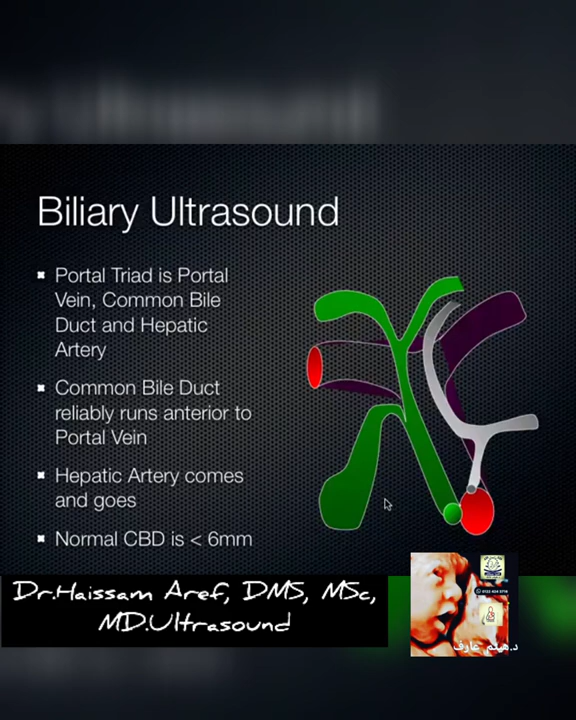 Biliary Ultrasound
Portal Triad is Portal
Vein, Common Bile
Duct and Hepatic
Artery
Common Bile Duct
reliably runs anterior to
Portal Vein
Hepatic Artery comes
and goes
Normal CBD is < 6mm
Dr.Haissam Aref, DMS, MSc,
MD.Ultrasound
د.هيثم عارف